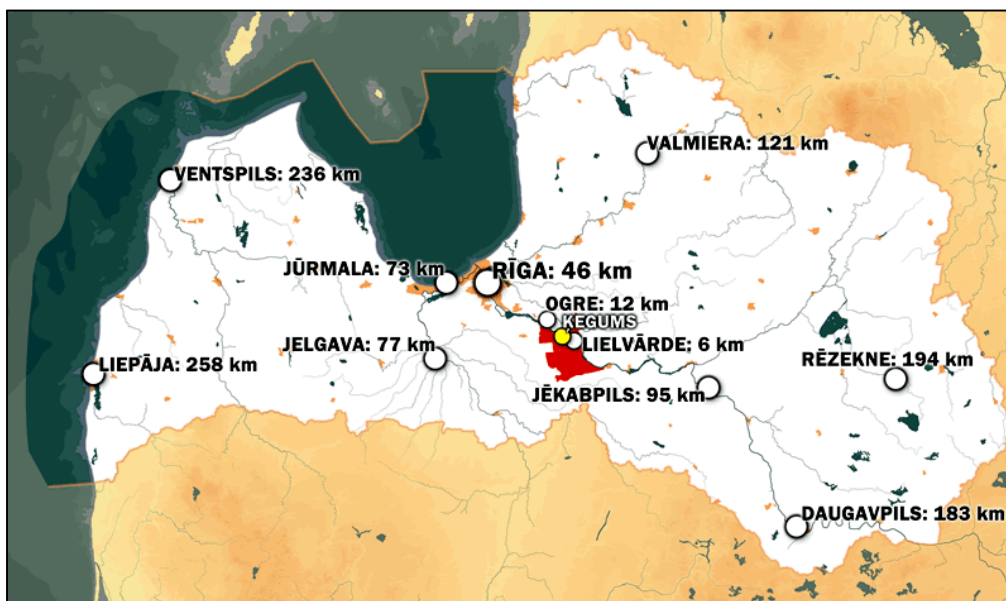 VALMIERA: 121 km
VENTSPILS: 236 km
JŪRMALA: 73 km
RĪGA: 46 km
OGRE: 12 km
ĶEGUMS
LIELVĀRDE: 6 km
JELGAVA: 77 km
RĒZEKNE: 194 km
LIEPĀJA: 258 km
JĒKABPILS: 95 km
DAUGAVPILS: 183 km